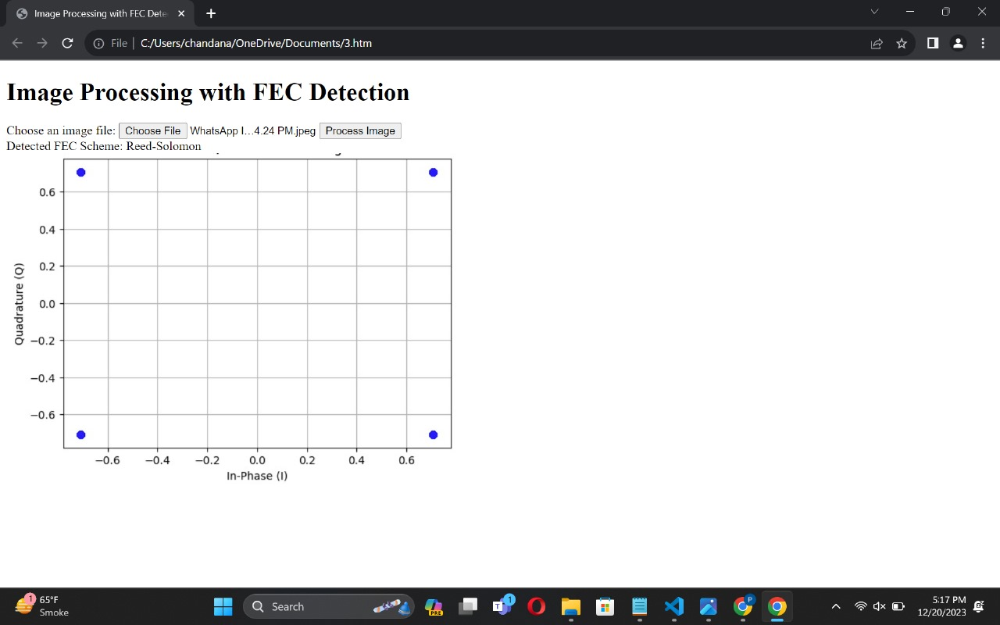 Image Processing with FEC Dete
File | C:/Users/chandana/OneDrive/Documents/3.htm
Image Processing with FEC Detection
Choose an image file: Choose File WhatsApp I...4.24 PM.jpeg Process Image
Detected FEC Scheme: Reed-Solomon
0.6
0.4
0.2
0.0
−0.2
−0.4
−0.6
Quadrature (Q)
−0.6 −0.4 −0.2 0.0 0.2 0.4 0.6
In-Phase (I)
1 65°F
Smoke
Search
PRE
T 1
P
5:17 PM
12/20/2023